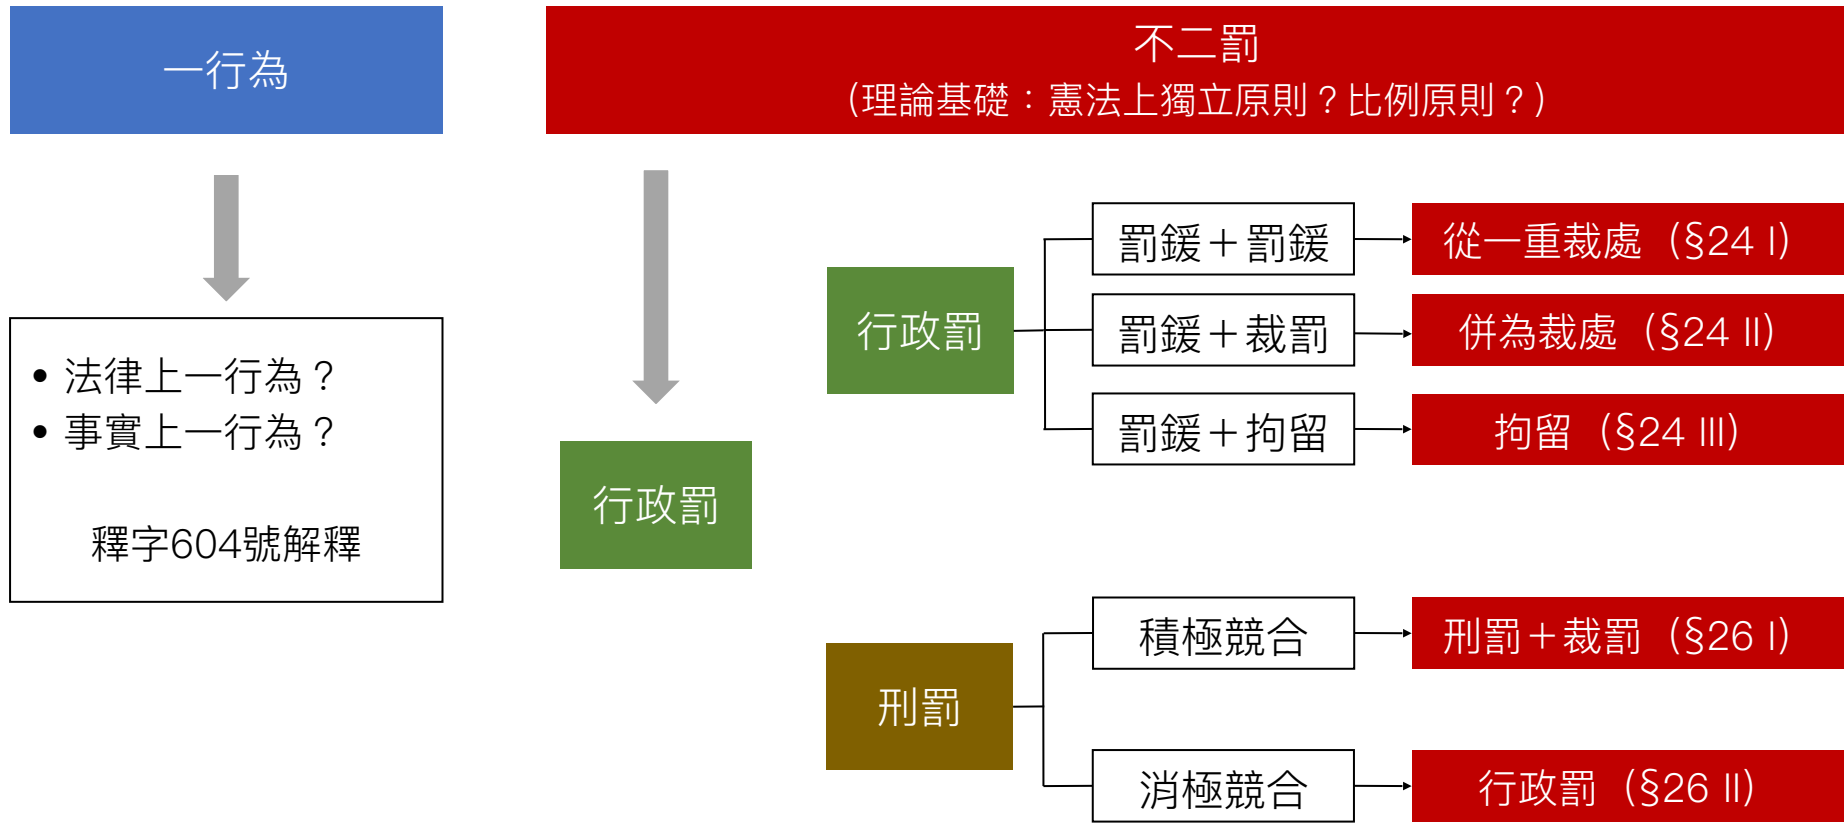 一行為
不二罰
（理論基礎：憲法上獨立原則？比例原則？）
• 法律上一行為？
• 事實上一行為？
釋字604號解釋
行政罰
行政罰
罰鍰＋罰鍰
從一重裁處（§24 I）
罰鍰＋裁罰
併為裁處（§24 II）
罰鍰＋拘留
拘留（§24 III）
刑罰
積極競合
刑罰＋裁罰（§26 I）
消極競合
行政罰（§26 II）